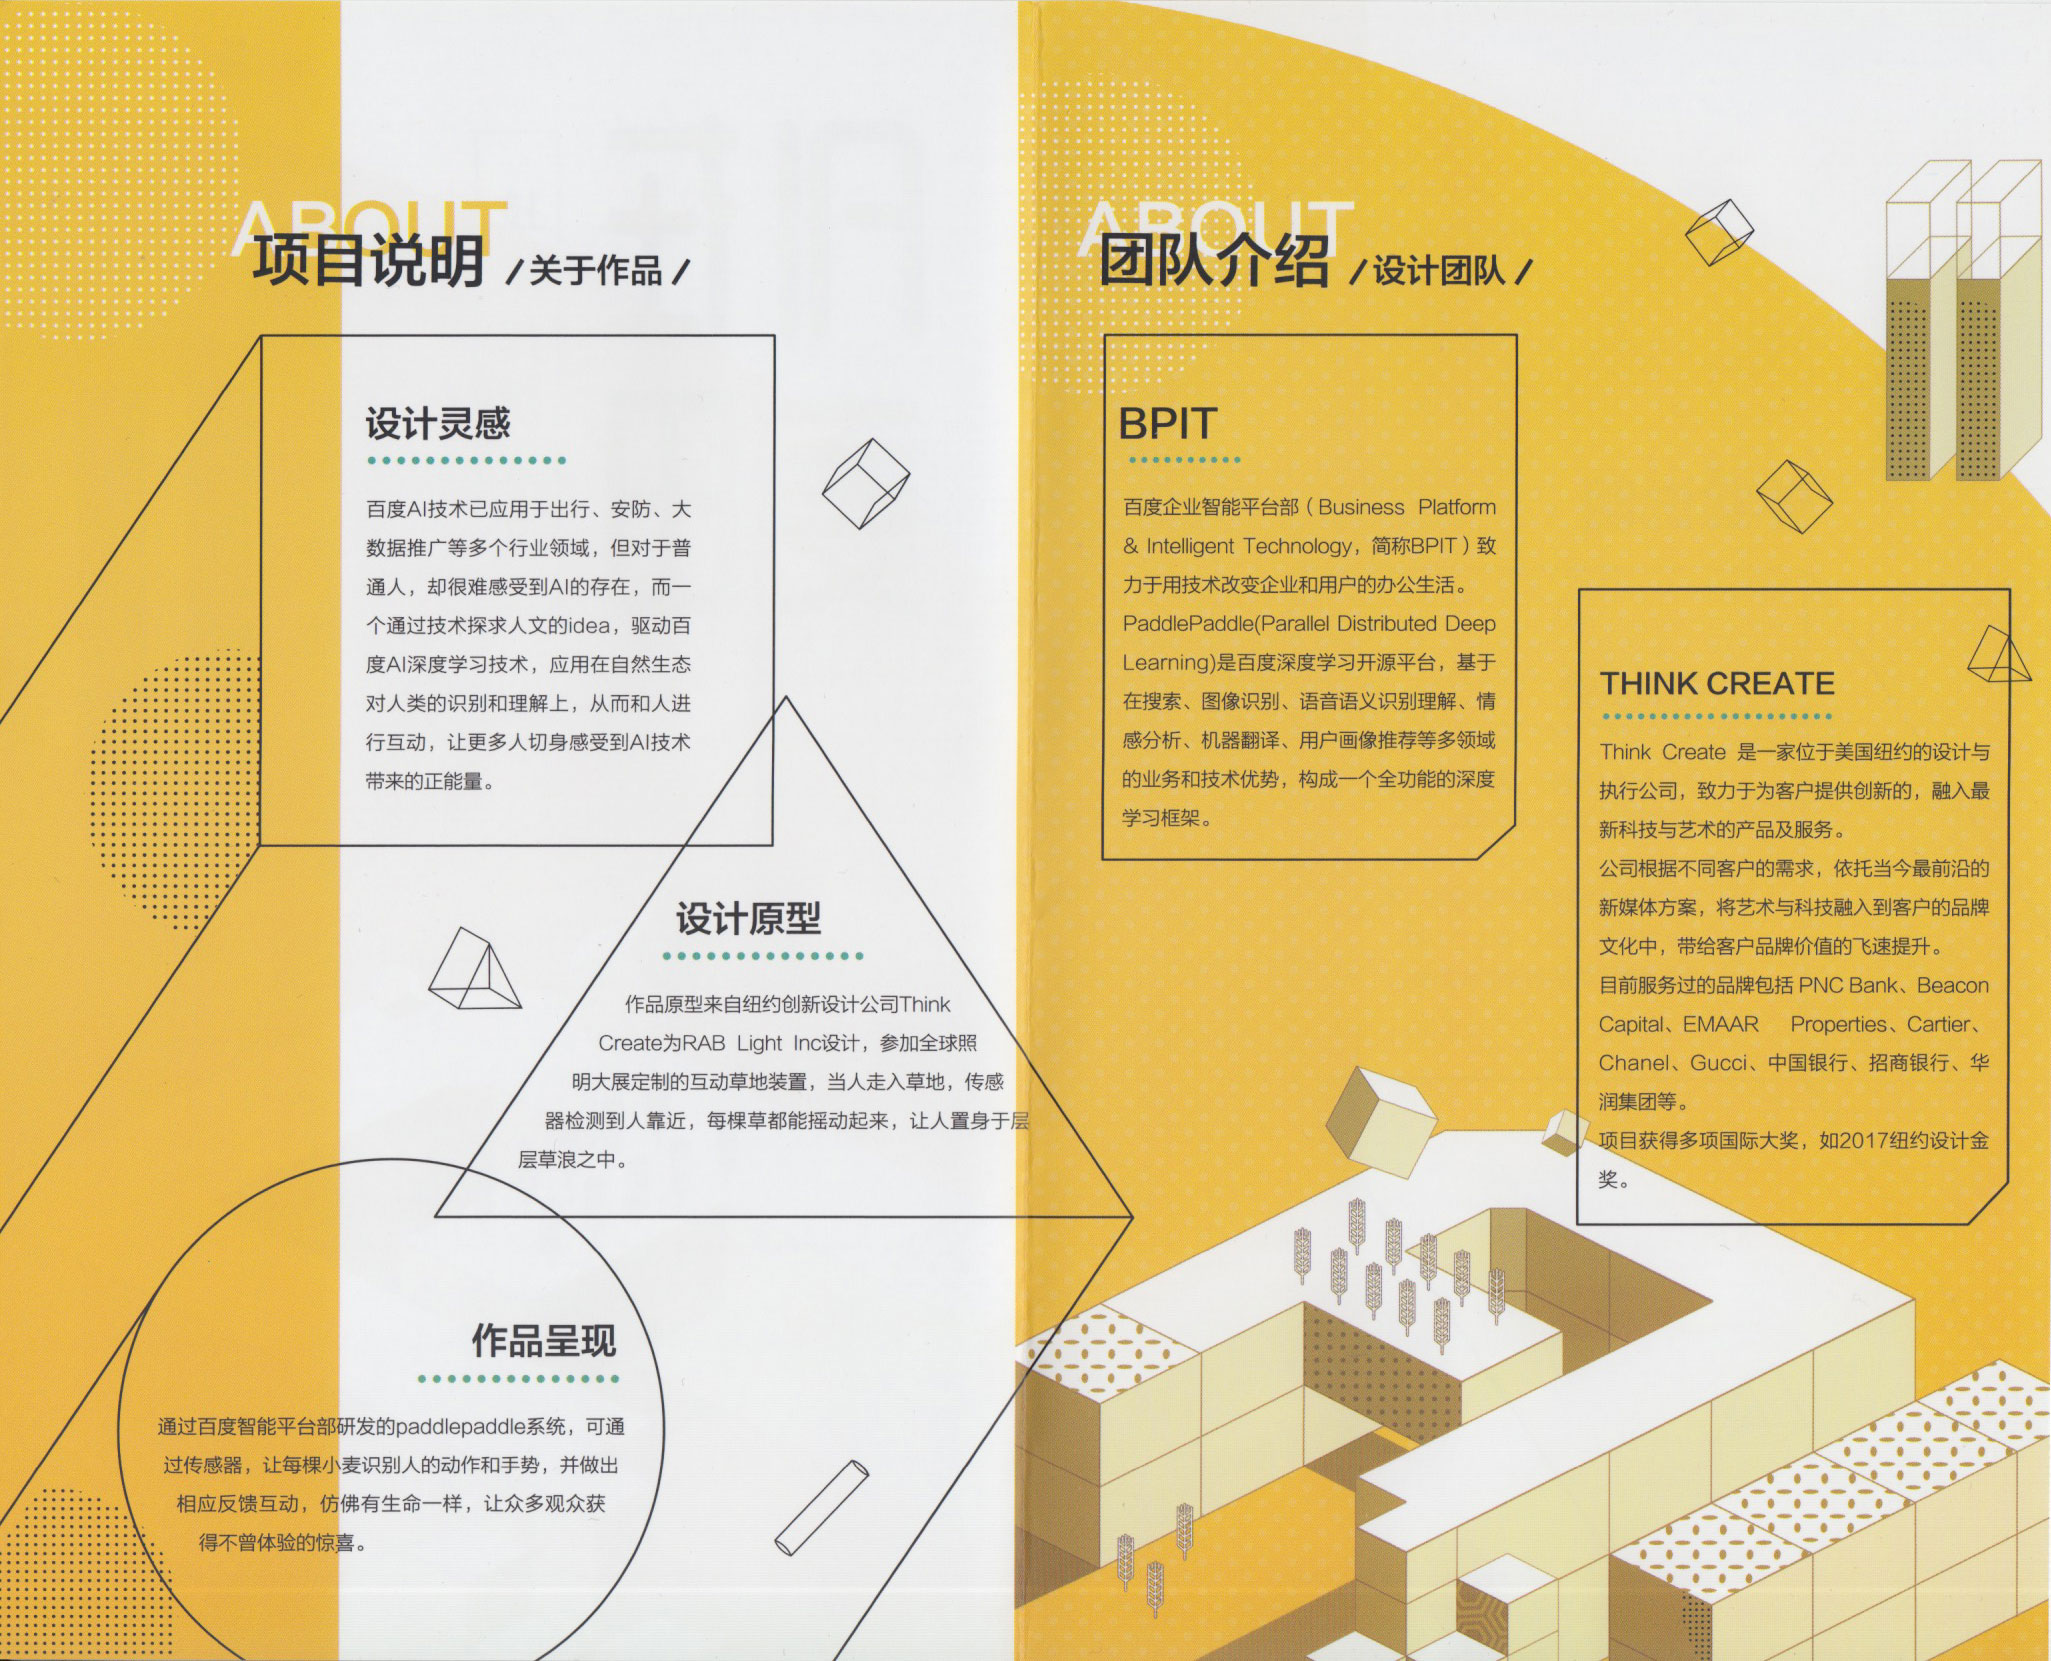 ABOUT
项目说明 /关于作品/
设计灵感
百度AI技术已应用于出行、安防、大
数据推广等多个行业领域，但对于普
通人，却很难感受到AI的存在，而一
个通过技术探求人文的idea，驱动百
度AI深度学习技术，应用在自然生态
对人类的识别和理解上，从而和人进
行互动，让更多人切身感受到AI技术
带来的正能量。
设计原型
作品原型来自纽约创新设计公司Think
Create为RAB Light Inc设计，参加全球照
明大展定制的互动草地装置，当人走入草地，传感
器检测到人靠近，每棵草都能摇动起来，让人置身于层
层草浪之中。
作品呈现
通过百度智能平台部研发的paddlepaddle系统，可通
过传感器，让每棵小麦识别人的动作和手势，并做出
相应反馈互动，仿佛有生命一样，让众多观众获
得不曾体验的惊喜。
ABOUT
团队介绍 /设计团队/
BPIT
百度企业智能平台部（Business Platform
& Intelligent Technology，简称BPIT）致
力于用技术改变企业和用户的办公生活。
PaddlePaddle(Parallel Distributed Deep
Learning)是百度深度学习开源平台，基于
在搜索、图像识别、语音语义识别理解、情
感分析、机器翻译、用户画像推荐等多领域
的业务和技术优势，构成一个全功能的深度
学习框架。
THINK CREATE
Think Create 是一家位于美国纽约的设计与
执行公司，致力于为客户提供创新的，融入最
新科技与艺术的产品及服务。
公司根据不同客户的需求，依托当今最前沿的
新媒体方案，将艺术与科技融入到客户的品牌
文化中，带给客户品牌价值的飞速提升。
目前服务过的品牌包括 PNC Bank、Beacon
Capital、EMAAR Properties、Cartier、
Chanel、Gucci、中国银行、招商银行、华
润集团等。
项目获得多项国际大奖，如2017纽约设计金
奖。